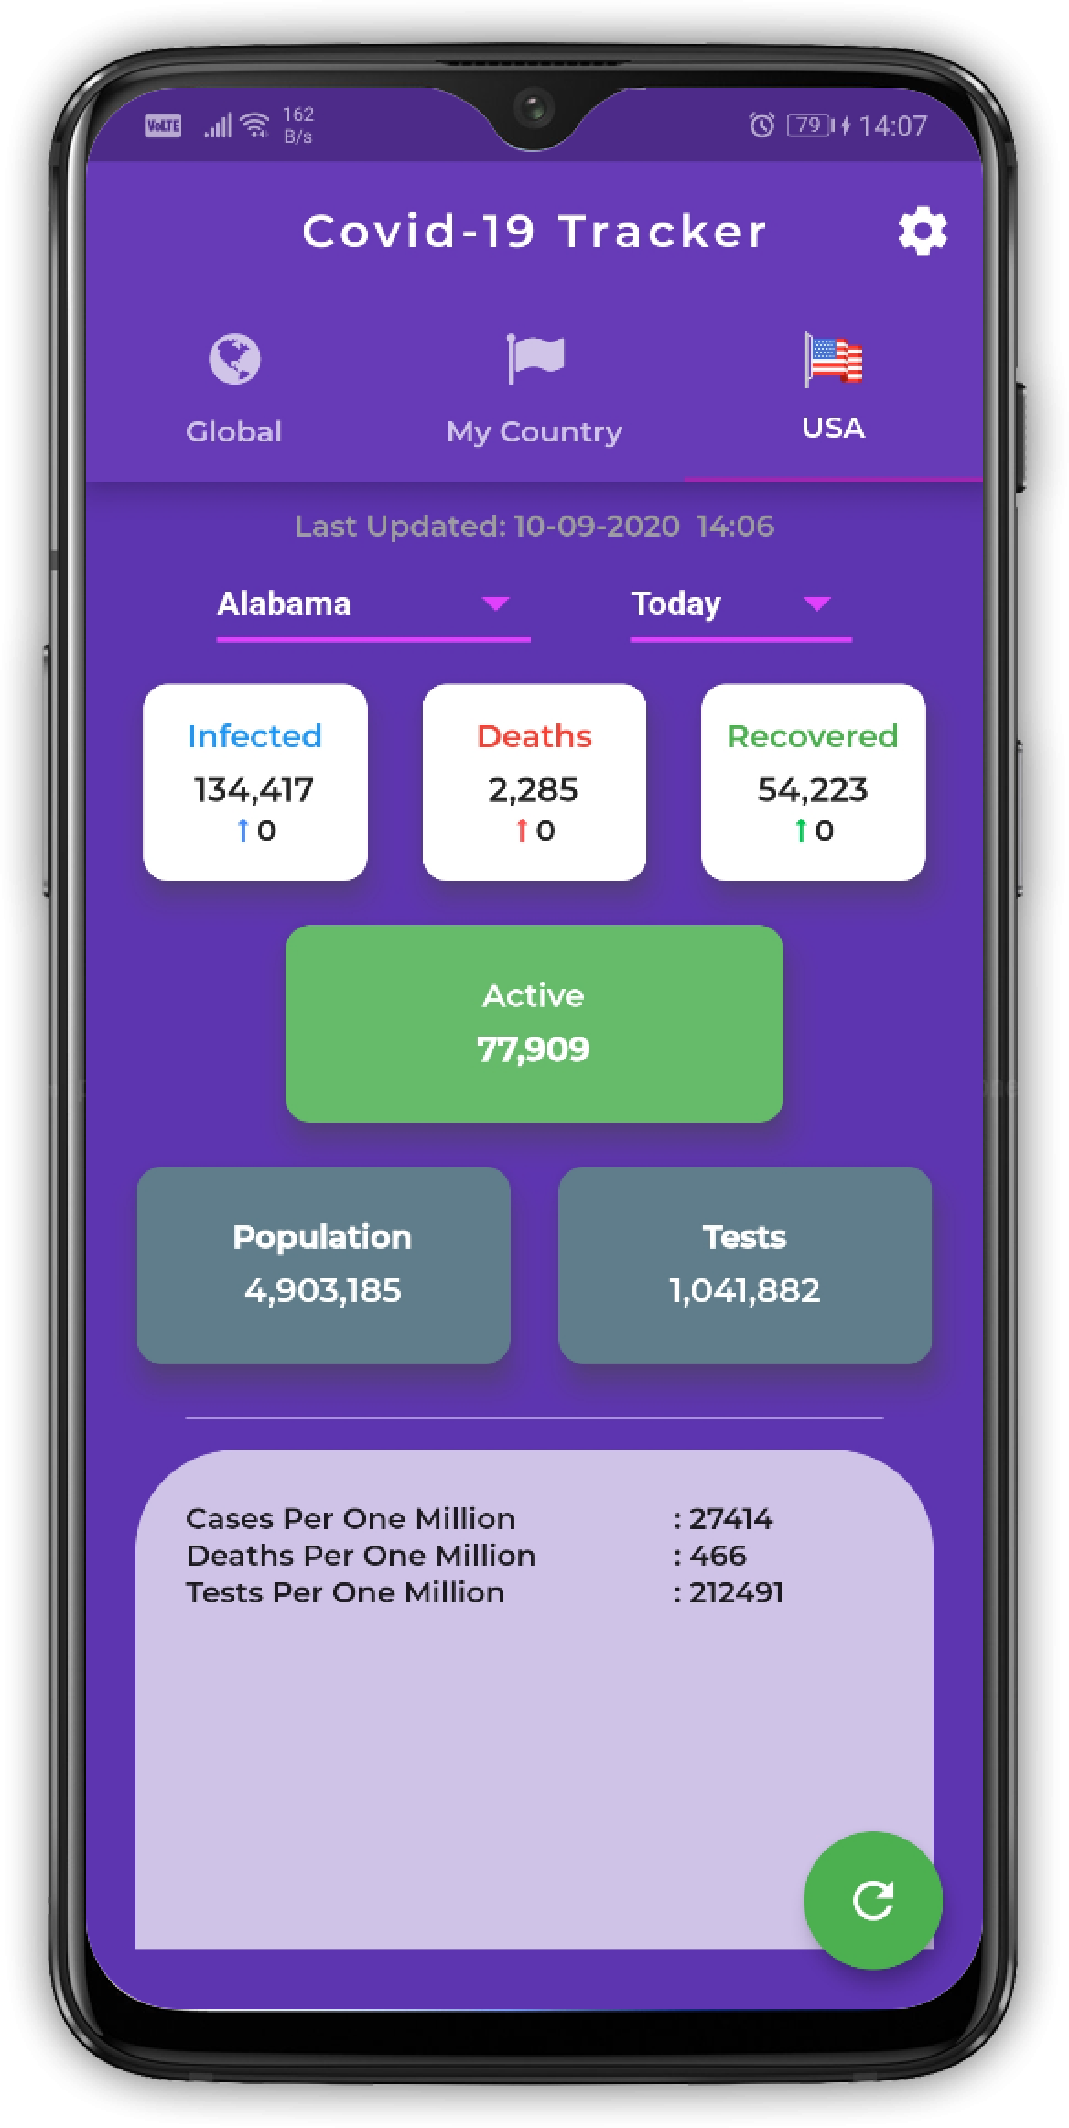 VoLTE 162 B/s 79 14:07
Covid-19 Tracker
Global My Country USA
Last Updated: 10-09-2020 14:06
Alabama Today
Infected Deaths Recovered
134,417 2,285 54,223
↑ 0 ↑ 0 ↑ 0
Active
77,909
Population Tests
4,903,185 1,041,882
Cases Per One Million : 27414
Deaths Per One Million : 466
Tests Per One Million : 212491